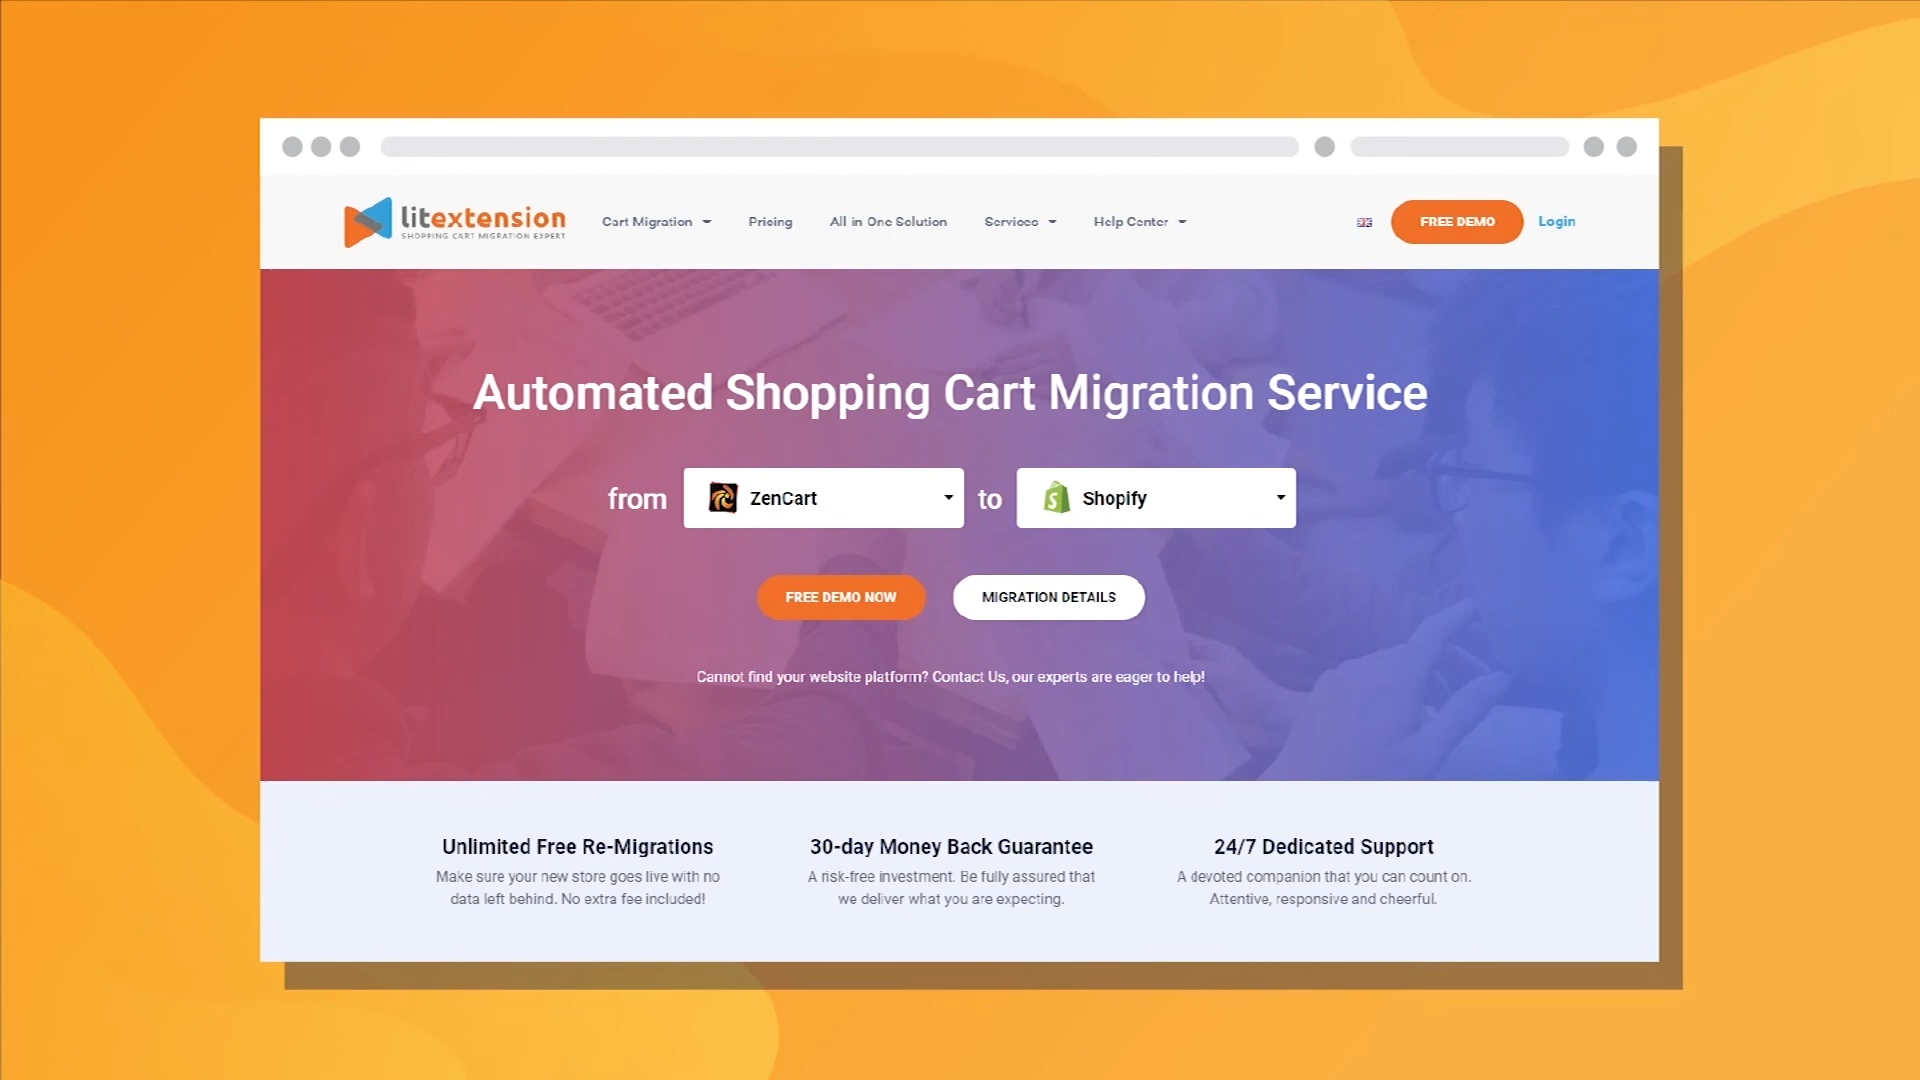 litextension
SHOPPING CART MIGRATION EXPERT
Cart Migration
Pricing
All-in-One Solution
Services
Help Center
FREE DEMO
Login
Automated Shopping Cart Migration Service
from
ZenCart
to
Shopify
FREE DEMO NOW
MIGRATION DETAILS
Cannot find your website platform? Contact Us, our experts are eager to help!
Unlimited Free Re-Migrations
Make sure your new store goes live with no
data left behind. No extra fee included!
30-day Money Back Guarantee
A risk-free investment. Be fully assured that
we deliver what you are expecting.
24/7 Dedicated Support
A devoted companion that you can count on.
Attentive, responsive and cheerful.